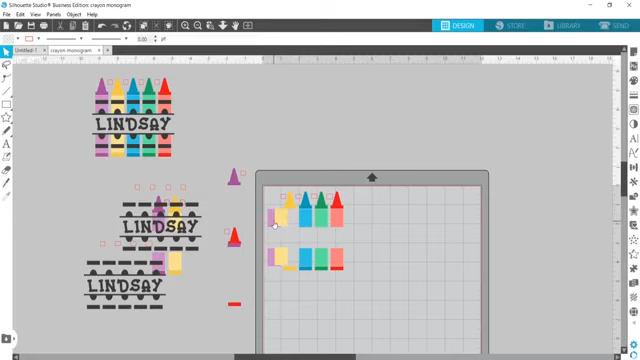 Silhouette Studio® Business Edition: crayon monogram
File Edit View Panels Object Help
DESIGN STORE LIBRARY SEND
0.00 pt
Untitled-1 × crayon monogram ×
LINDSAY
LINDSAY
LINDSAY